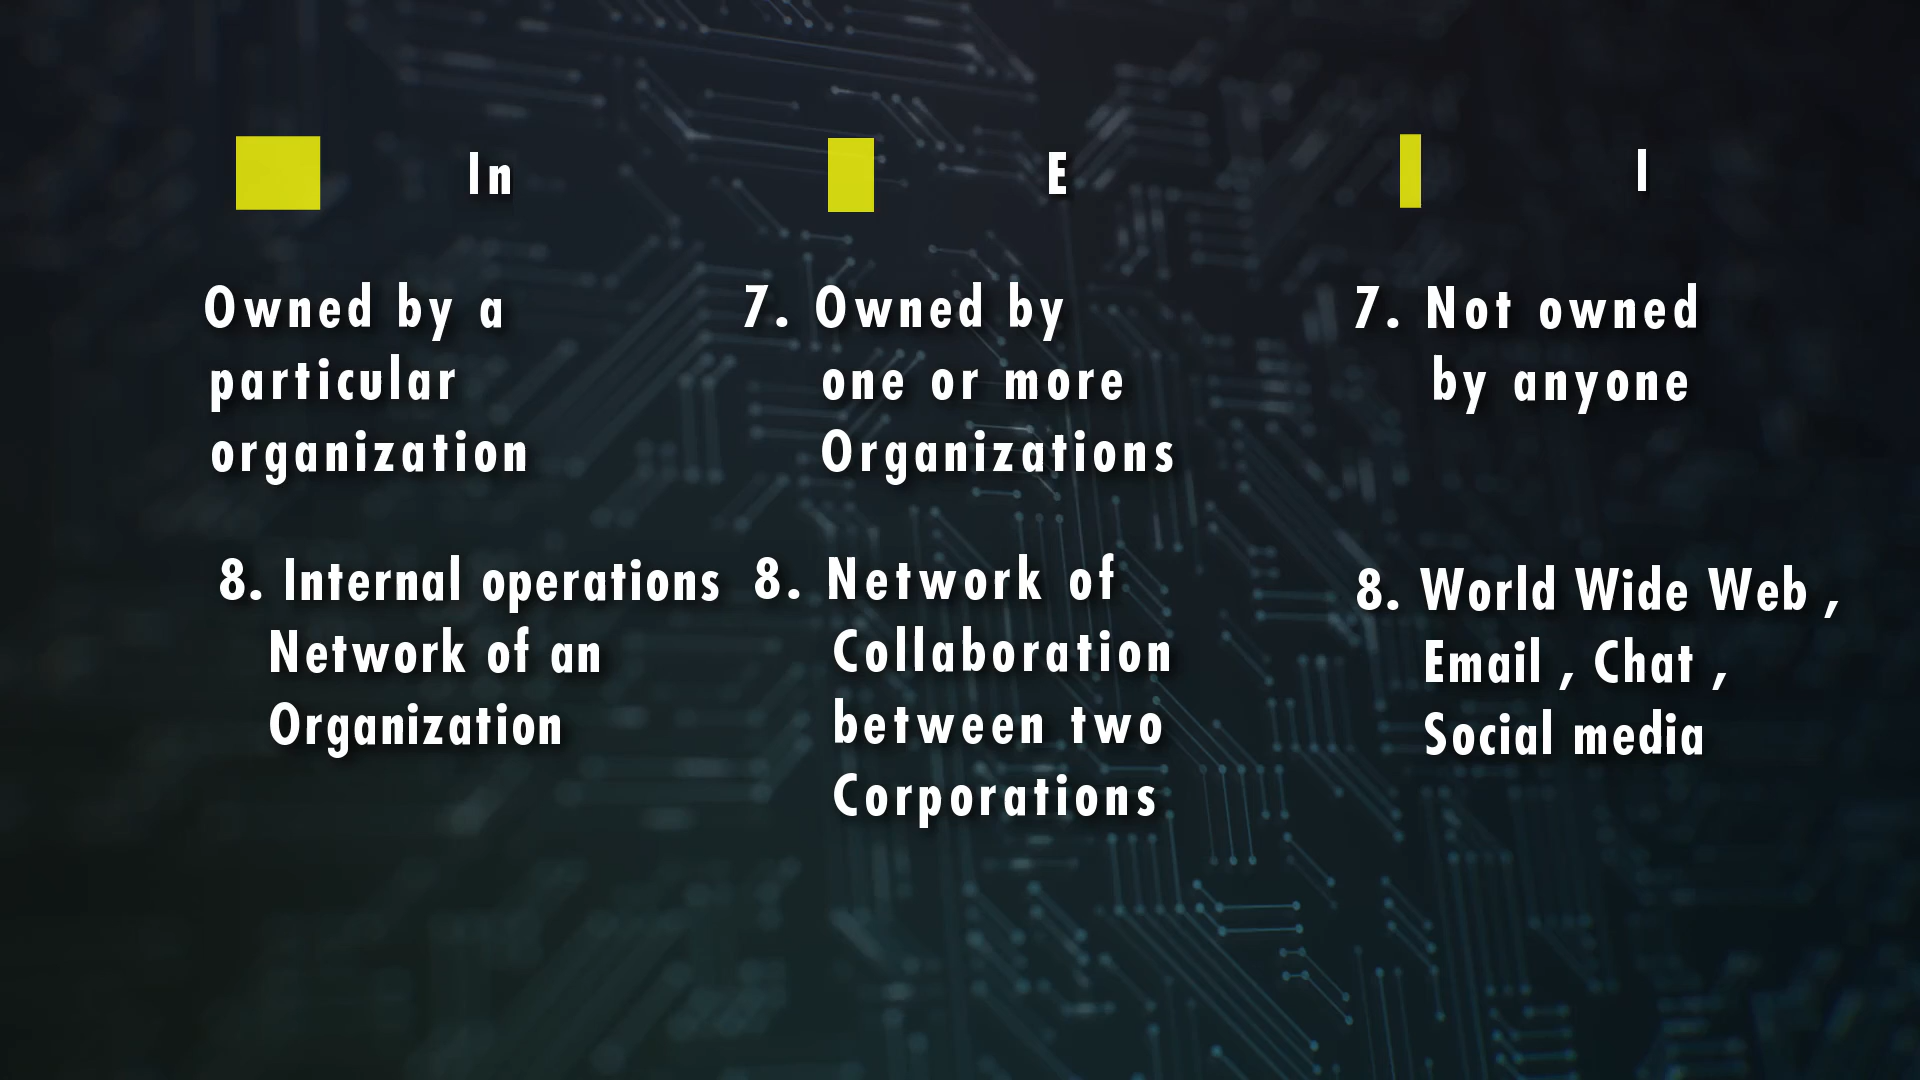 In
E
I
Owned by a
particular
organization
7. Owned by
one or more
Organizations
7. Not owned
by anyone
8. Internal operations
Network of an
Organization
8. Network of
Collaboration
between two
Corporations
8. World Wide Web ,
Email , Chat ,
Social media